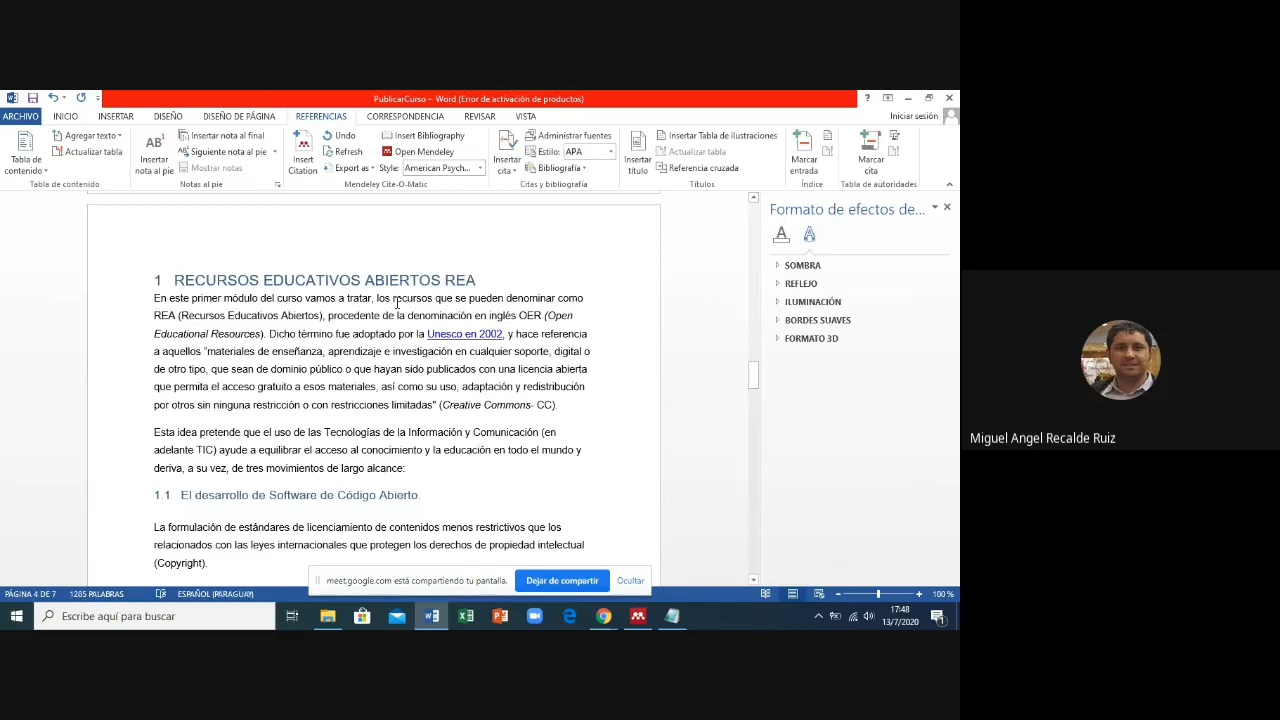 PublicarCurso - Word (Error de activación de productos)
?
ARCHIVO INICIO INSERTAR DISEÑO DISEÑO DE PÁGINA REFERENCIAS CORRESPONDENCIA REVISAR VISTA Iniciar sesión
Tabla de contenido
Agregar texto
Actualizar tabla
Tabla de contenido
AB¹
Insertar nota al pie
Insertar nota al final
Siguiente nota al pie
Mostrar notas
Notas al pie
Insert Citation
Undo
Refresh
Export as
Insert Bibliography
Open Mendeley
Style: American Psych...
Mendeley Cite-O-Matic
Insertar cita
Administrar fuentes
Estilo: APA
Bibliografía
Citas y bibliografía
Insertar título
Insertar Tabla de ilustraciones
Actualizar tabla
Referencia cruzada
Títulos
Marcar entrada
Índice
Marcar cita
Tabla de autoridades
1 RECURSOS EDUCATIVOS ABIERTOS REA
En este primer módulo del curso vamos a tratar, los recursos que se pueden denominar como
REA (Recursos Educativos Abiertos), procedente de la denominación en inglés OER (Open
Educational Resources). Dicho término fue adoptado por la Unesco en 2002, y hace referencia
a aquellos "materiales de enseñanza, aprendizaje e investigación en cualquier soporte, digital o
de otro tipo, que sean de dominio público o que hayan sido publicados con una licencia abierta
que permita el acceso gratuito a esos materiales, así como su uso, adaptación y redistribución
por otros sin ninguna restricción o con restricciones limitadas" (Creative Commons- CC).
Esta idea pretende que el uso de las Tecnologías de la Información y Comunicación (en
adelante TIC) ayude a equilibrar el acceso al conocimiento y la educación en todo el mundo y
deriva, a su vez, de tres movimientos de largo alcance:
1.1 El desarrollo de Software de Código Abierto.
La formulación de estándares de licenciamiento de contenidos menos restrictivos que los
relacionados con las leyes internacionales que protegen los derechos de propiedad intelectual
(Copyright).
Formato de efectos de...
A A
SOMBRA
REFLEJO
ILUMINACIÓN
BORDES SUAVES
FORMATO 3D
Miguel Angel Recalde Ruiz
meet.google.com está compartiendo tu pantalla. Dejar de compartir Ocultar
PÁGINA 4 DE 7 1285 PALABRAS ESPAÑOL (PARAGUAY) 100 %
Escribe aquí para buscar
17:48
13/7/2020
1